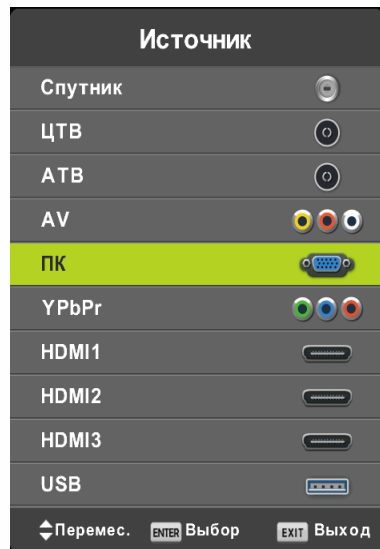 Источник
Спутник
ЦТВ
АТВ
AV
ПК
YPbPr
HDMI1
HDMI2
HDMI3
USB
Перемес. ENTER Выбор EXIT Выход